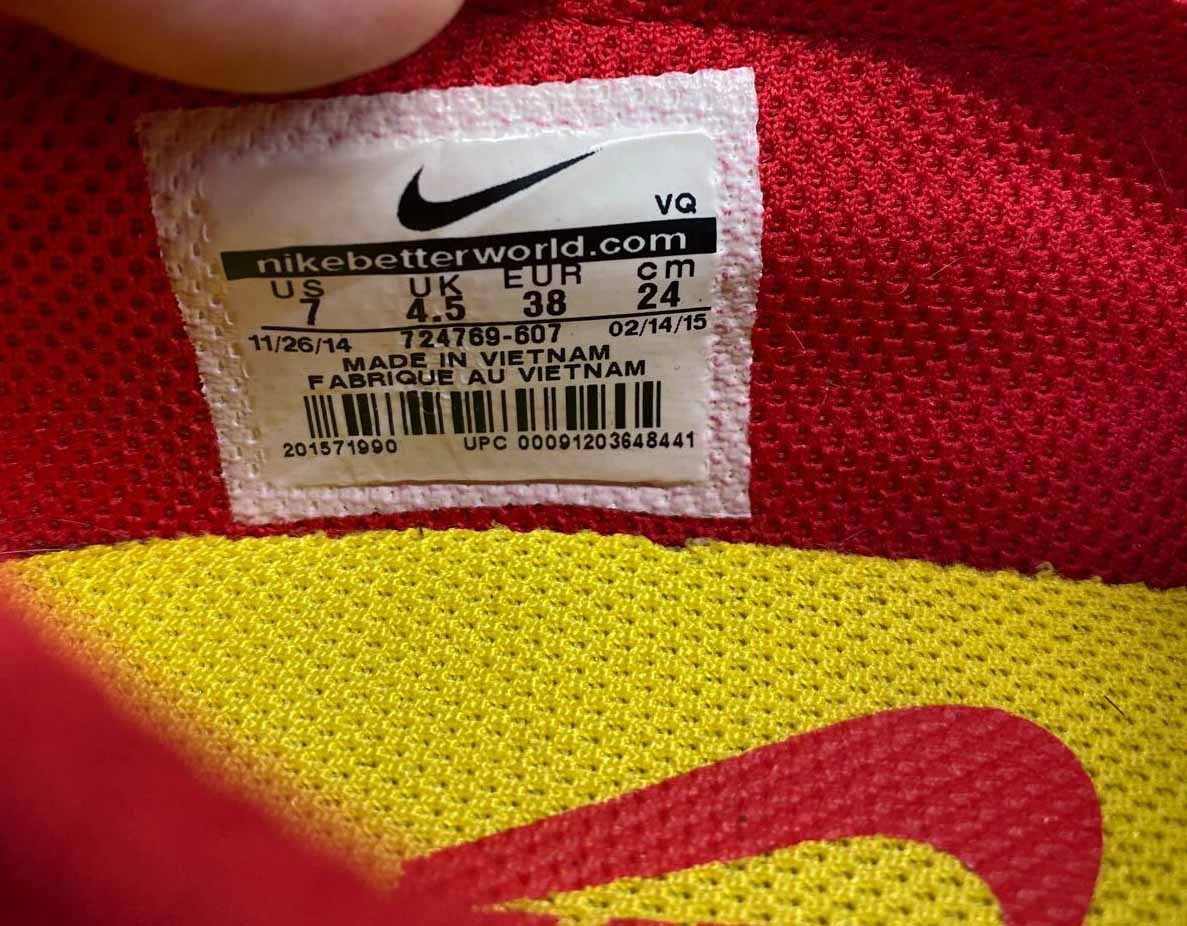 VQ
nikebetterworld.com
US UK EUR cm
7 4.5 38 24
11/26/14 724769-607 02/14/15
MADE IN VIETNAM
FABRIQUE AU VIETNAM
201571990 UPC 00091203648441